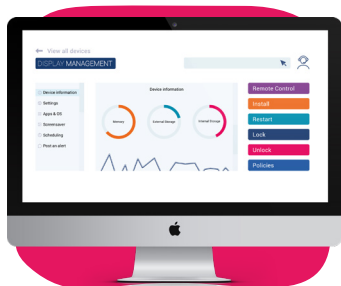 View all devices
DISPLAY MANAGEMENT
Device information
Settings
Apps & OS
Screensaver
Scheduling
Post an alert
Device information
Memory
External Storage
Internal Storage
Remote Control
Install
Restart
Lock
Unlock
Policies